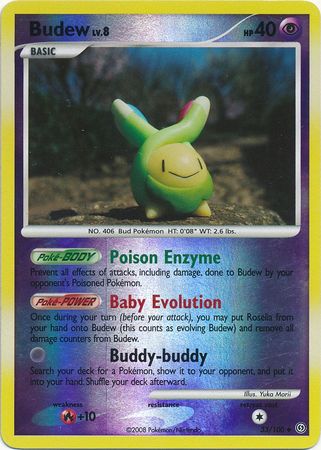 Budew LV.8 HP 40
BASIC
NO. 406 Bud Pokémon HT: 0'08" WT: 2.6 lbs.
Poké-BODY Poison Enzyme
Prevent all effects of attacks, including damage, done to Budew by your
opponent's Poisoned Pokémon.
Poké-POWER Baby Evolution
Once during your turn (before your attack), you may put Roselia from
your hand onto Budew (this counts as evolving Budew) and remove all
damage counters from Budew.
Buddy-buddy
Search your deck for a Pokémon, show it to your opponent, and put it
into your hand. Shuffle your deck afterward.
Illus. Yuka Morii
weakness resistance retreat cost
+10
©2008 Pokémon/Nintendo 33/100